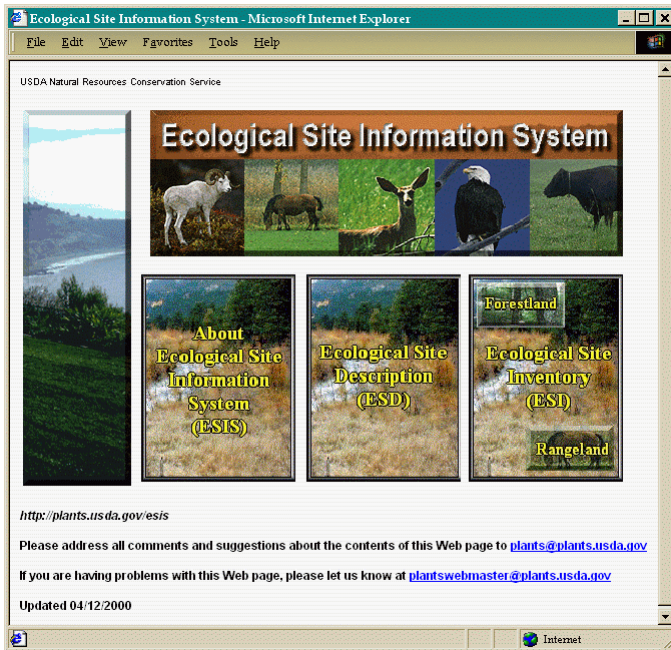 Ecological Site Information System - Microsoft Internet Explorer
File Edit View Favorites Tools Help
USDA Natural Resources Conservation Service
Ecological Site Information System
About
Ecological Site
Information
System
(ESIS)
Ecological Site
Description
(ESD)
Forestland
Ecological Site
Inventory
(ESI)
Rangeland
http://plants.usda.gov/esis
Please address all comments and suggestions about the contents of this Web page to plants@plants.usda.gov
If you are having problems with this Web page, please let us know at plantswebmaster@plants.usda.gov
Updated 04/12/2000
Internet